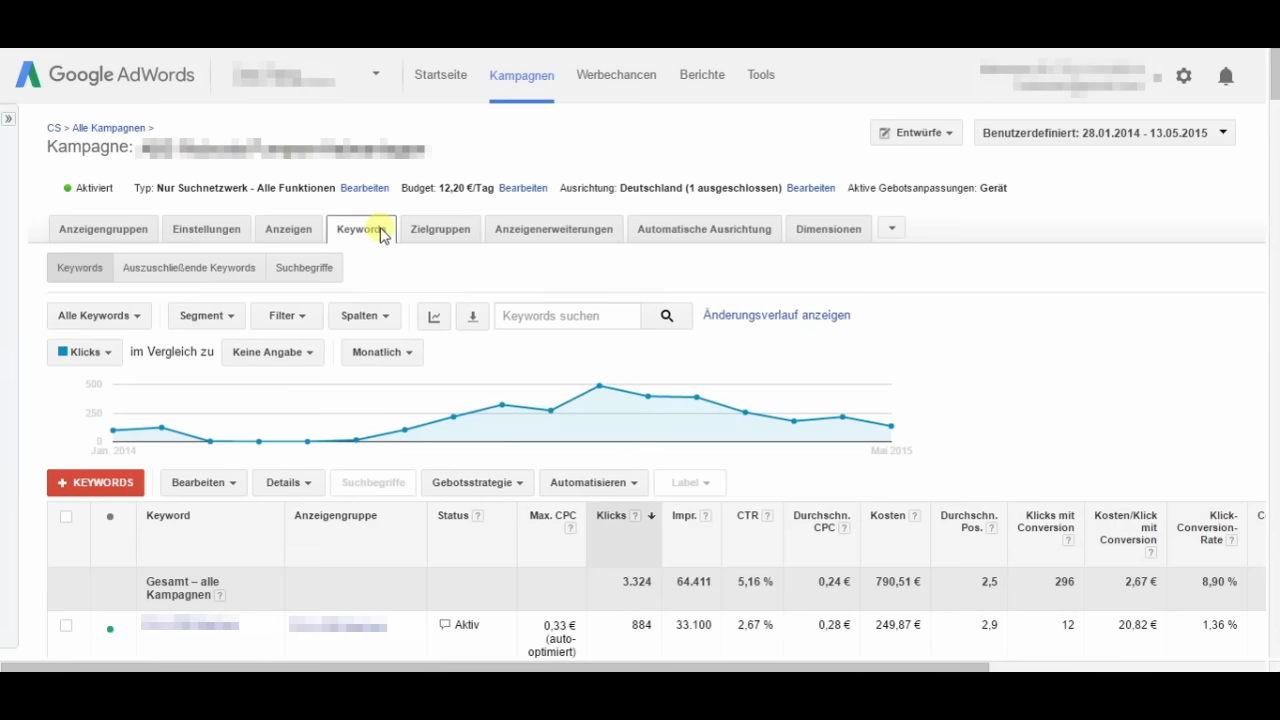 Google AdWords
Startseite Kampagnen Werbechancen Berichte Tools
»
CS > Alle Kampagnen >
Kampagne:
Entwürfe
Benutzerdefiniert: 28.01.2014 - 13.05.2015
Aktiviert Typ: Nur Suchnetzwerk - Alle Funktionen Bearbeiten Budget: 12,20 €/Tag Bearbeiten Ausrichtung: Deutschland (1 ausgeschlossen) Bearbeiten Aktive Gebotsanpassungen: Gerät
Anzeigengruppen Einstellungen Anzeigen Keywords Zielgruppen Anzeigenerweiterungen Automatische Ausrichtung Dimensionen
Keywords Auszuschließende Keywords Suchbegriffe
Alle Keywords Segment Filter Spalten Keywords suchen Änderungsverlauf anzeigen
Klicks im Vergleich zu Keine Angabe Monatlich
500
250
0
Jan. 2014 Mai 2015
+ KEYWORDS Bearbeiten Details Suchbegriffe Gebotsstrategie Automatisieren Label
Keyword Anzeigengruppe Status ? Max. CPC ? Klicks ? Impr. ? CTR ? Durchschn. CPC ? Kosten ? Durchschn. Pos. ? Klicks mit Conversion ? Kosten/Klick mit Conversion ? Klick-Conversion-Rate ? C
Gesamt – alle Kampagnen ? 3.324 64.411 5,16 % 0,24 € 790,51 € 2,5 296 2,67 € 8,90 %
Aktiv 0,33 € (auto-optimiert) 884 33.100 2,67 % 0,28 € 249,87 € 2,9 12 20,82 € 1,36 %